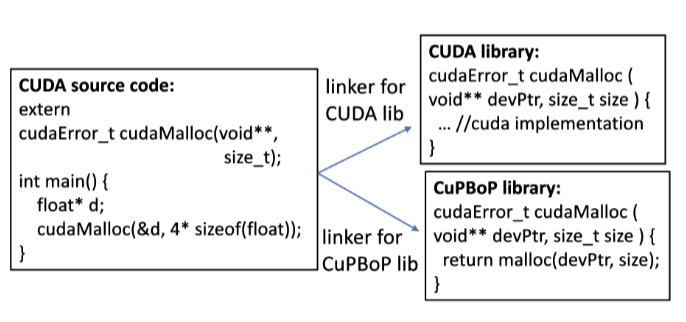 CUDA source code:
extern
cudaError_t cudaMalloc(void**,
size_t);
int main() {
float* d;
cudaMalloc(&d, 4* sizeof(float));
}
linker for
CUDA lib
linker for
CuPBoP lib
CUDA library:
cudaError_t cudaMalloc (
void** devPtr, size_t size ) {
... //cuda implementation
}
CuPBoP library:
cudaError_t cudaMalloc (
void** devPtr, size_t size ) {
return malloc(devPtr, size);
}